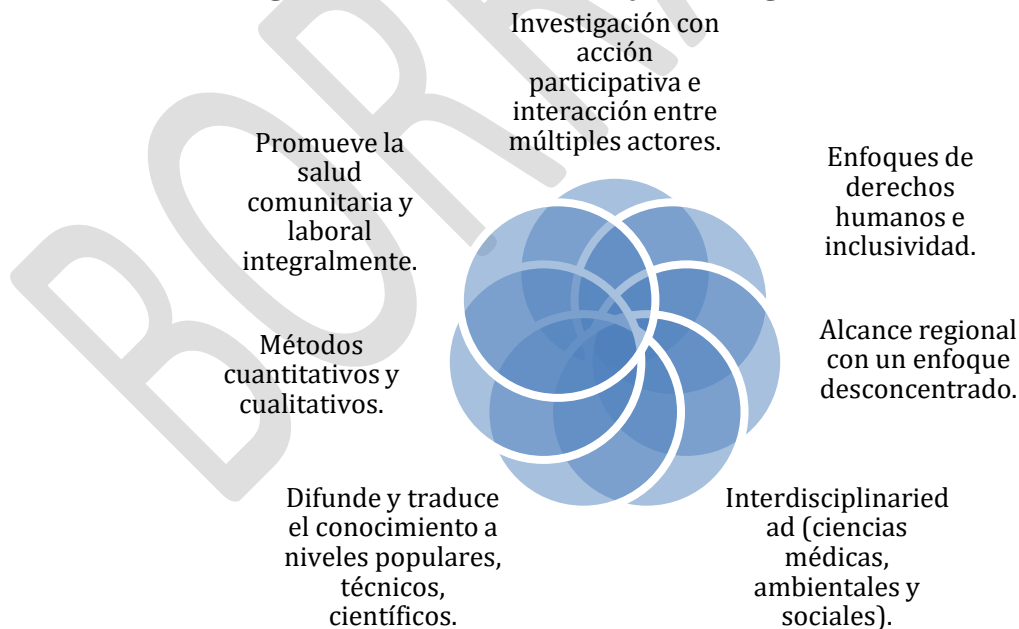 Investigación con
acción
participativa e
interacción entre
múltiples actores.
Enfoques de
derechos
humanos e
inclusividad.
Alcance regional
con un enfoque
desconcentrado.
Interdisciplinaried
ad (ciencias
médicas,
ambientales y
sociales).
Difunde y traduce
el conocimiento a
niveles populares,
técnicos,
científicos.
Métodos
cuantitativos y
cualitativos.
Promueve la
salud
comunitaria y
laboral
integralmente.